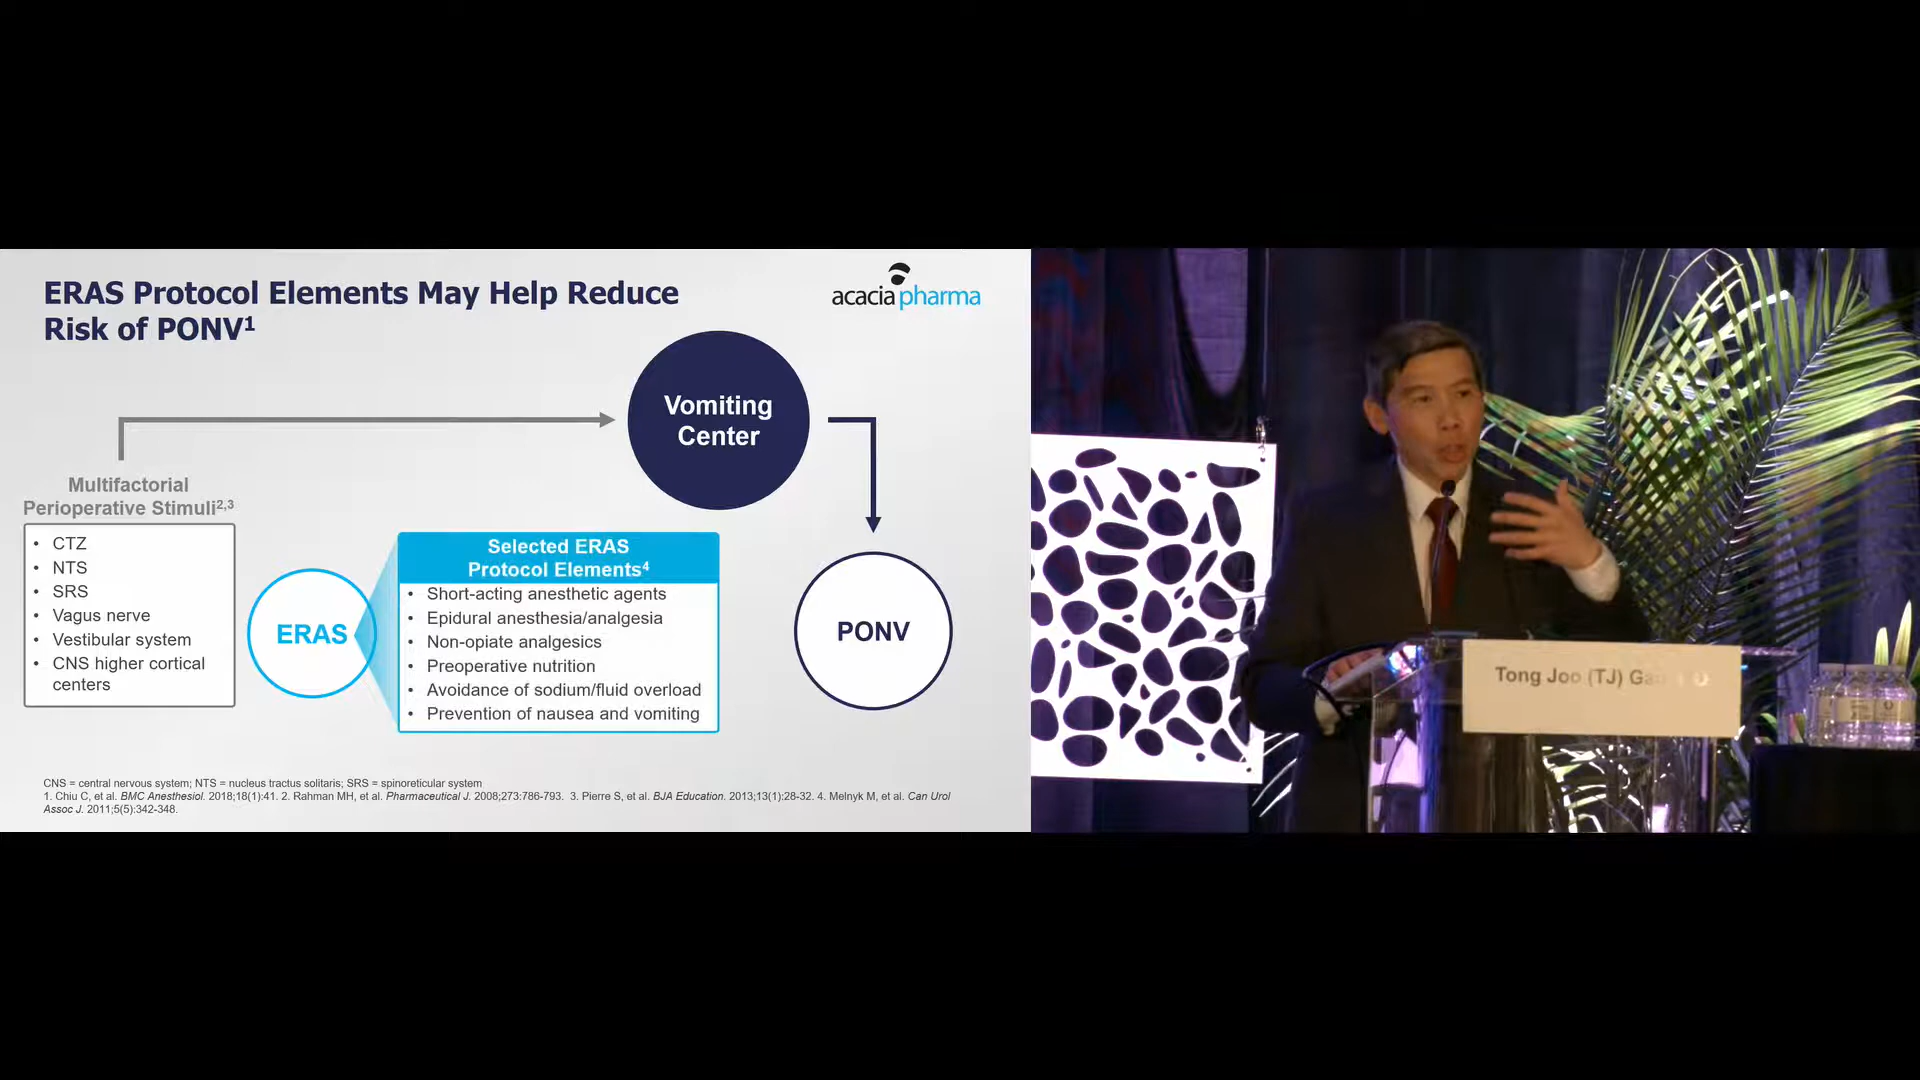 ERAS Protocol Elements May Help Reduce
Risk of PONV¹
acacia pharma
Vomiting
Center
Multifactorial
Perioperative Stimuli²,³
• CTZ
• NTS
• SRS
• Vagus nerve
• Vestibular system
• CNS higher cortical
centers
ERAS
Selected ERAS
Protocol Elements⁴
• Short-acting anesthetic agents
• Epidural anesthesia/analgesia
• Non-opiate analgesics
• Preoperative nutrition
• Avoidance of sodium/fluid overload
• Prevention of nausea and vomiting
PONV
CNS = central nervous system; NTS = nucleus tractus solitaris; SRS = spinoreticular system
1. Chiu C, et al. BMC Anesthesiol. 2018;18(1):41. 2. Rahman MH, et al. Pharmaceutical J. 2008;273:786-793. 3. Pierre S, et al. BJA Education. 2013;13(1):28-32. 4. Melnyk M, et al. Can Urol
Assoc J. 2011;5(5):342-348.
Tong Joo (TJ)